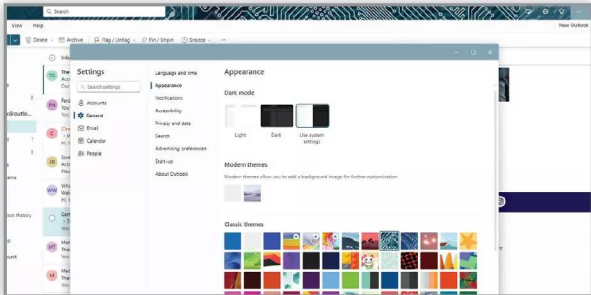 Search
View Help
New Outlook
Delete Archive Flag / Unflag Pin / Unpin Snooze
Settings
Search settings
Accounts
General
Email
Calendar
People
Language and time
Appearance
Notifications
Accessibility
Privacy and data
Search
Advertising preferences
Start-up
About Outlook
Appearance
Dark mode
Light Dark Use system
settings
Modern themes
Modern themes allow you to add a background image for further customization
Classic themes